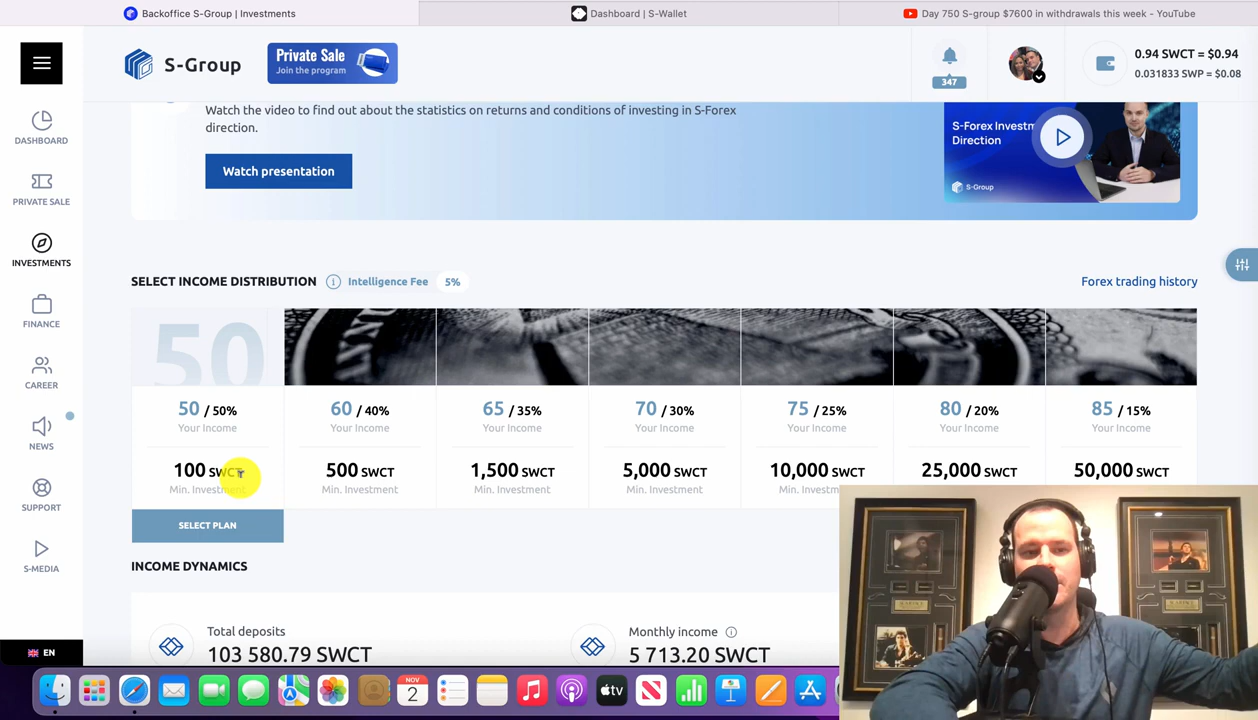 Backoffice S-Group | Investments
Dashboard | S-Wallet
Day 750 S-group $7600 in withdrawals this week - YouTube
S-Group
Private Sale
Join the program
347
0.94 SWCT = $0.94
0.031833 SWP = $0.08
DASHBOARD
PRIVATE SALE
INVESTMENTS
FINANCE
CAREER
NEWS
SUPPORT
S-MEDIA
EN
Watch the video to find out about the statistics on returns and conditions of investing in S-Forex
direction.
Watch presentation
S-Forex Investm
Direction
S-Group
SELECT INCOME DISTRIBUTION
Intelligence Fee
5%
Forex trading history
50
50 / 50%
60 / 40%
65 / 35%
70 / 30%
75 / 25%
80 / 20%
85 / 15%
Your Income
Your Income
Your Income
Your Income
Your Income
Your Income
Your Income
100 SWCT
500 SWCT
1,500 SWCT
5,000 SWCT
10,000 SWCT
25,000 SWCT
50,000 SWCT
Min. Investment
Min. Investment
Min. Investment
Min. Investment
Min. Investm
SELECT PLAN
INCOME DYNAMICS
Total deposits
103 580.79 SWCT
Monthly income
5 713.20 SWCT
NOV
2
tv